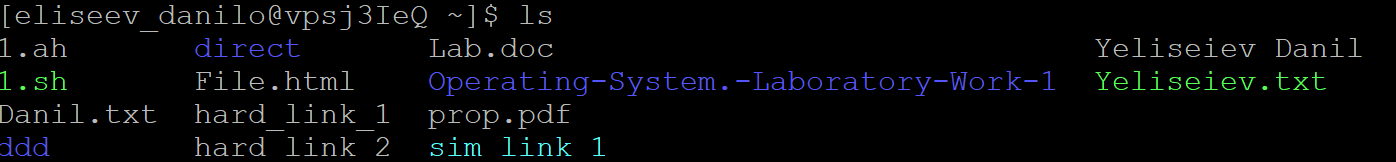 [eliseev_danilo@vpsj3IeQ ~]$ ls
1.ah direct Lab.doc Yeliseiev Danil
1.sh File.html Operating-System.-Laboratory-Work-1 Yeliseiev.txt
Danil.txt hard_link_1 prop.pdf
ddd hard_link_2 sim_link_1